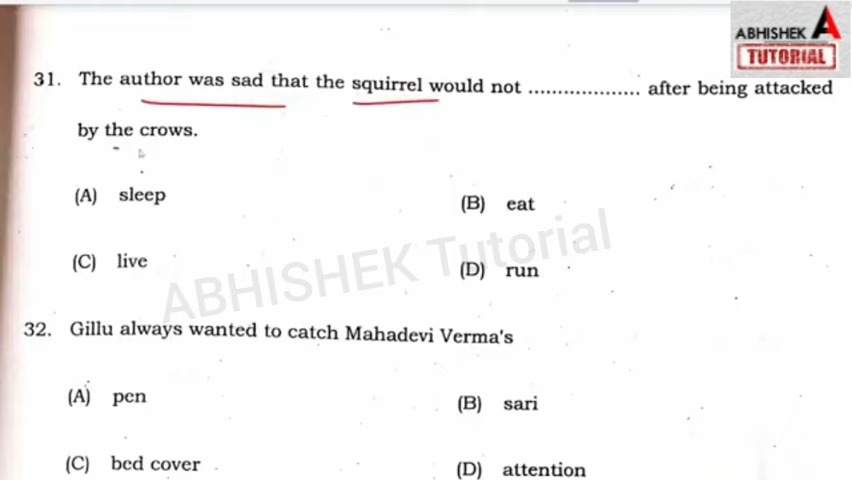 ABHISHEK A
TUTORIAL
31. The author was sad that the squirrel would not ................... after being attacked
by the crows.
(A) sleep
(B) eat
(C) live
(D) run
ABHISHEK Tutorial
32. Gillu always wanted to catch Mahadevi Verma's
(A) pen
(B) sari
(C) bed cover
(D) attention